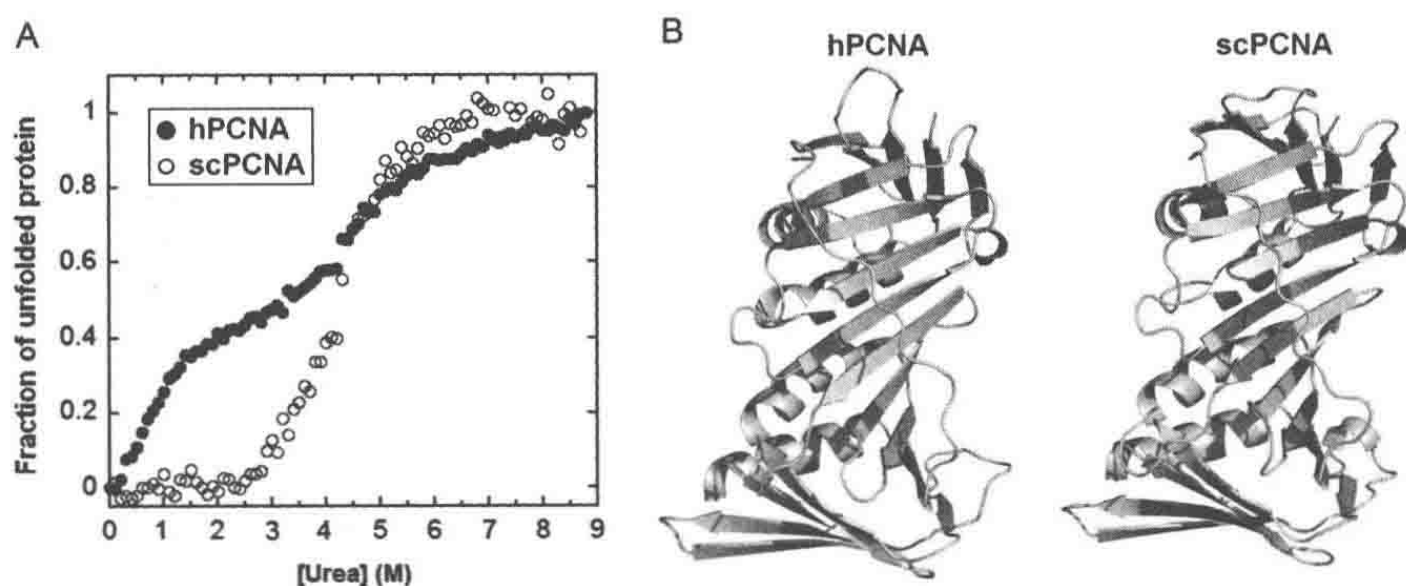 A
B
hPCNA
scPCNA
hPCNA
scPCNA
Fraction of unfolded protein
1
0.8
0.6
0.4
0.2
0
0 1 2 3 4 5 6 7 8 9
[Urea] (M)